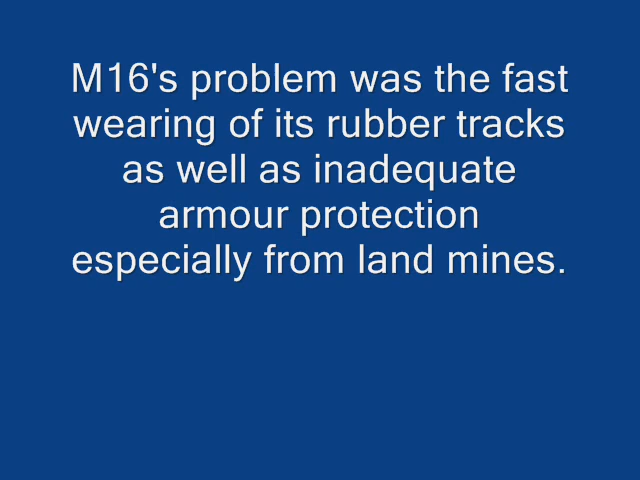 M16's problem was the fast
wearing of its rubber tracks
as well as inadequate
armour protection
especially from land mines.